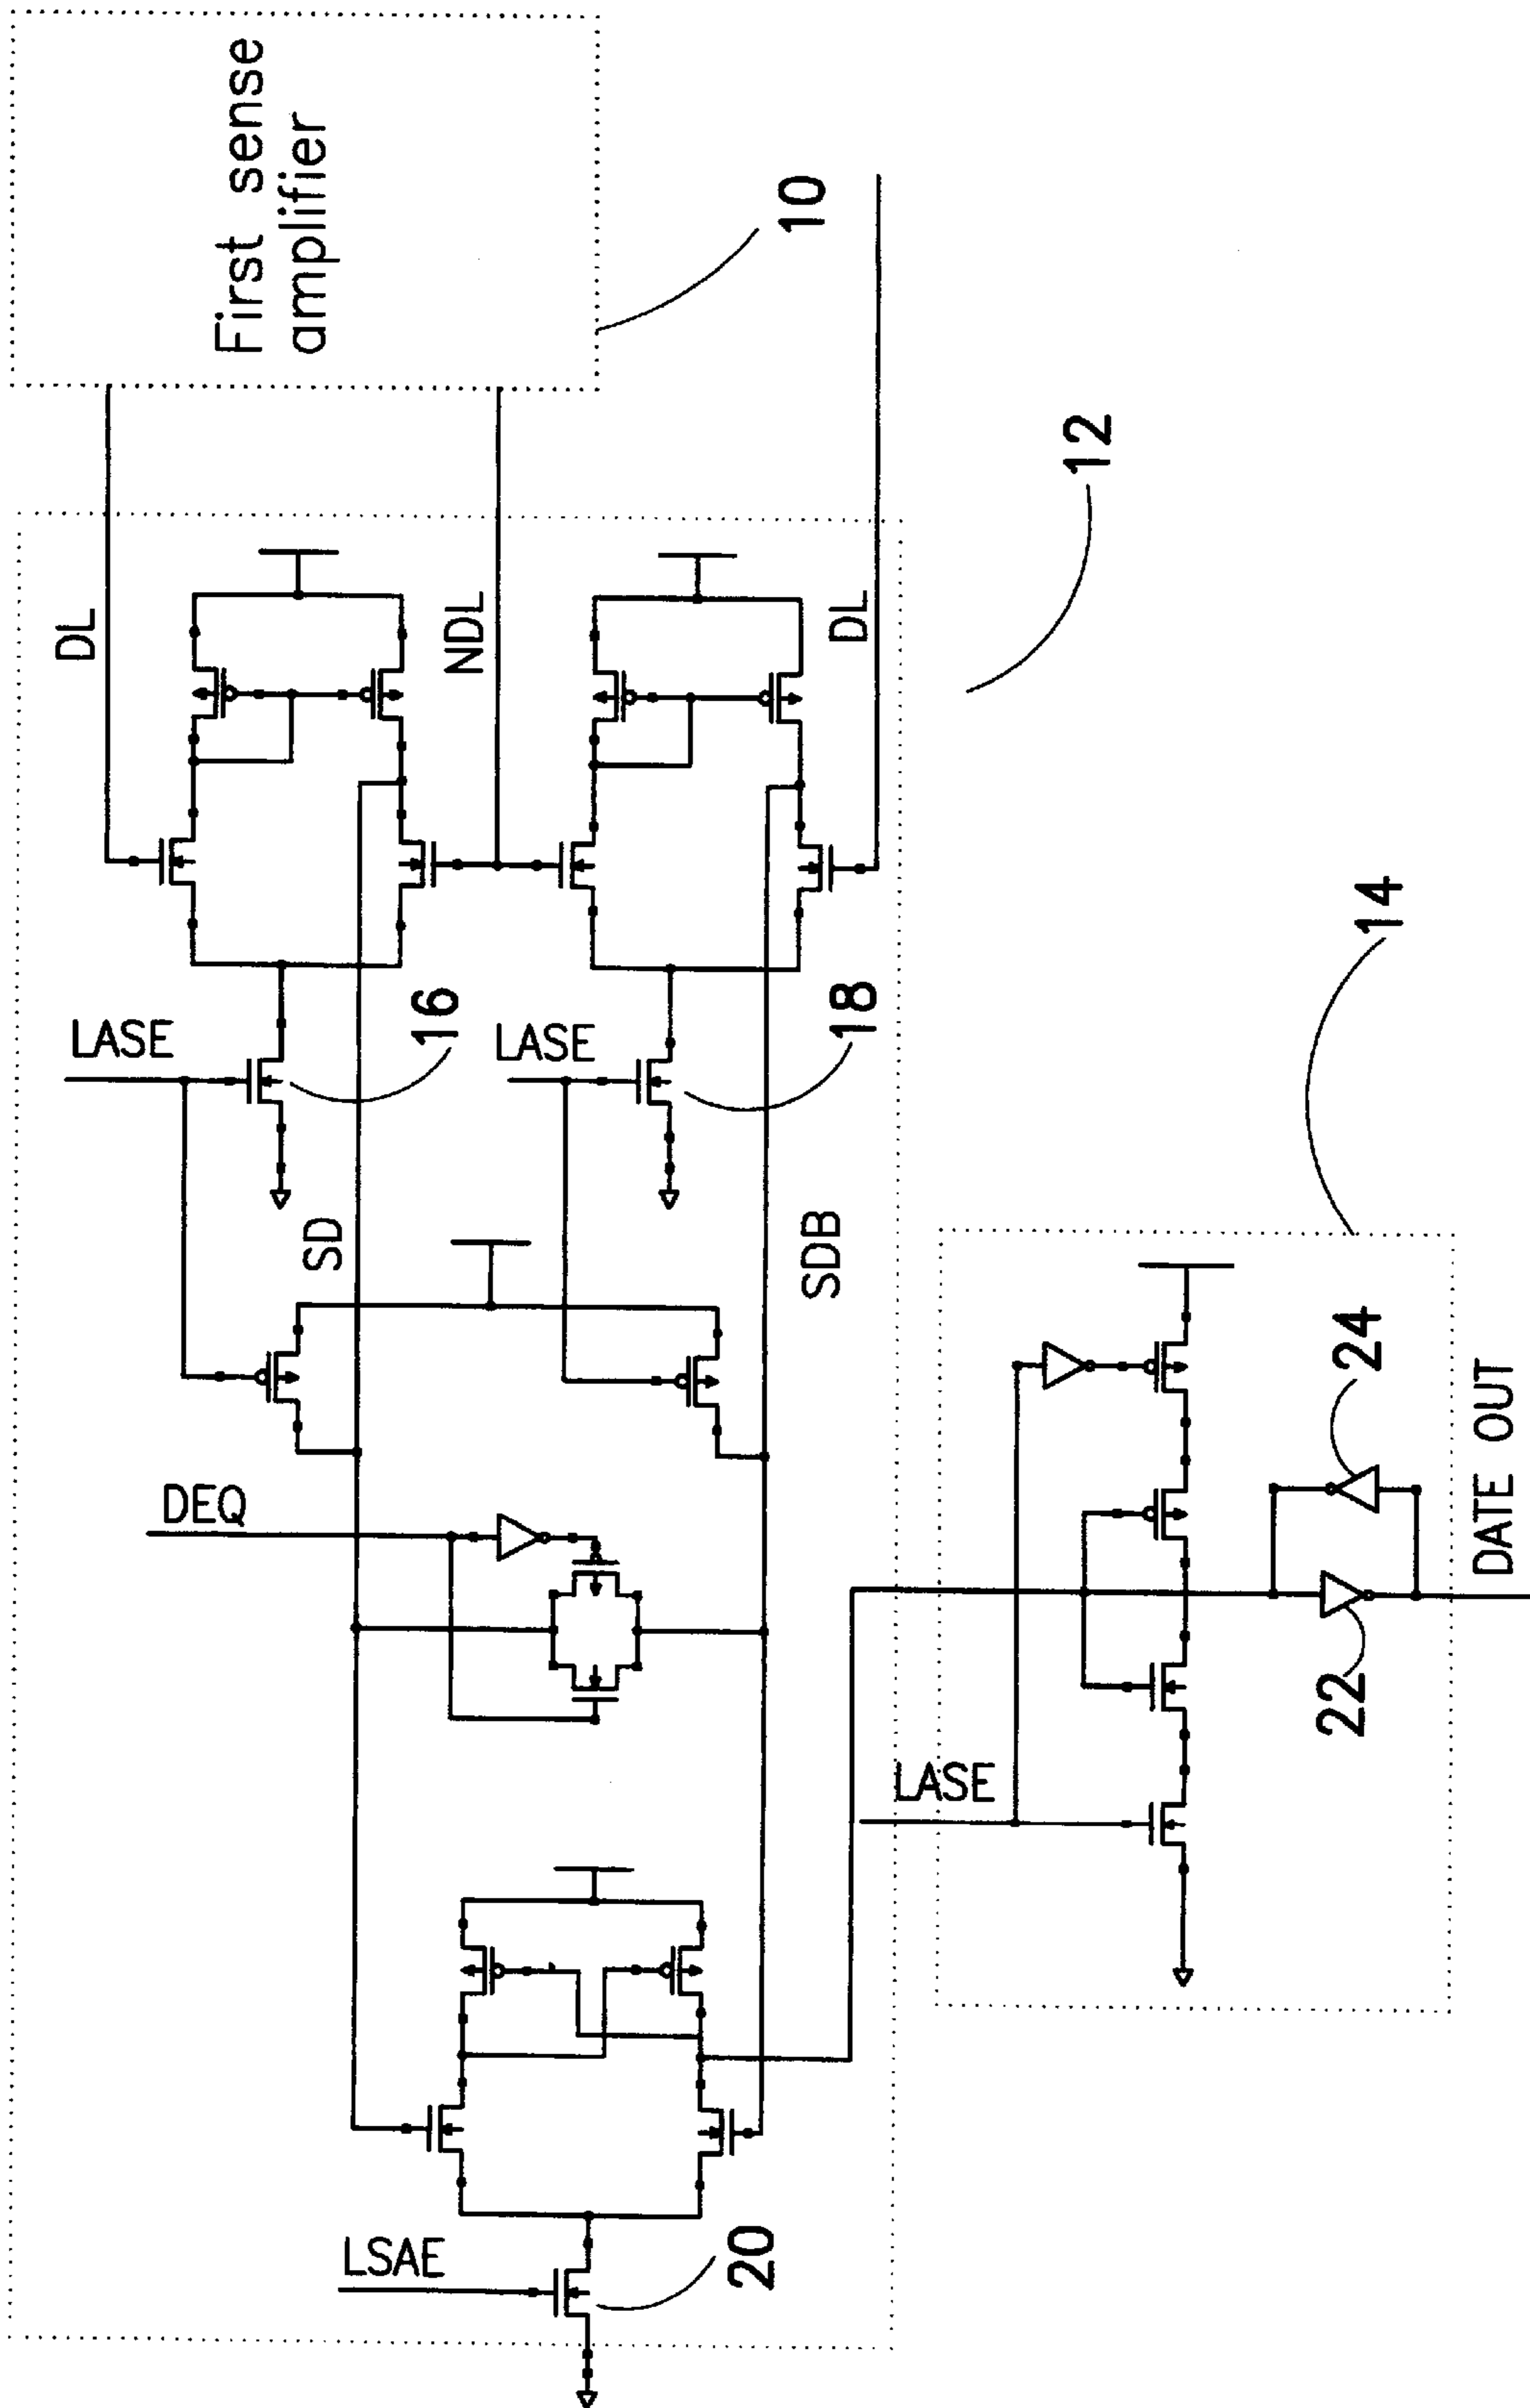 First sense
amplifier
10
DL
NDL
DL
12
LASE
16
LASE
18
14
SD
SDB
DEQ
24
22
DATE OUT
LASE
LSAE
20